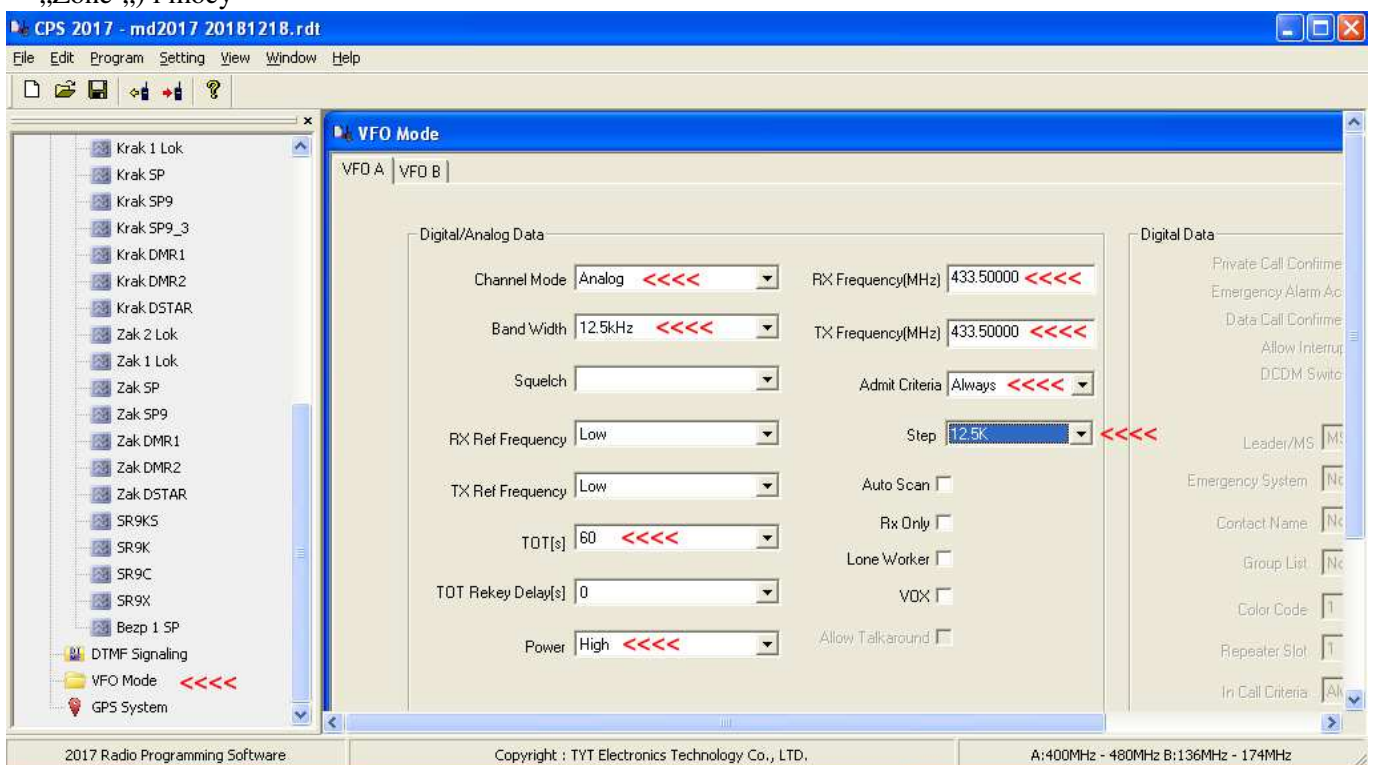 „Zone”,) i mocy
CPS 2017 - md2017 20181218.rdt
File Edit Program Setting View Window Help
VFO Mode
VFO A VFO B
Krak 1 Lok
Krak SP
Krak SP9
Krak SP9_3
Krak DMR1
Krak DMR2
Krak DSTAR
Zak 2 Lok
Zak 1 Lok
Zak SP
Zak SP9
Zak DMR1
Zak DMR2
Zak DSTAR
SR9KS
SR9K
SR9C
SR9X
Bezp 1 SP
DTMF Signaling
VFO Mode <<<<
GPS System
Digital/Analog Data
Channel Mode Analog <<<<
Band Width 12.5kHz <<<<
Squelch
RX Ref Frequency Low
TX Ref Frequency Low
TOT[s] 60 <<<<
TOT Rekey Delay[s] 0
Power High <<<<
RX Frequency(MHz) 433.50000 <<<<
TX Frequency(MHz) 433.50000 <<<<
Admit Criteria Always <<<<
Step 12.5K <<<<
Auto Scan
Rx Only
Lone Worker
VOX
Allow Talkaround
Digital Data
Private Call Confirme
Emergency Alarm Ac
Data Call Confirme
Allow Interrup
DCDM Switc
Leader/MS MS
Emergency System No
Contact Name No
Group List No
Color Code 1
Repeater Slot 1
In Call Criteria Alw
2017 Radio Programming Software
Copyright : TYT Electronics Technology Co., LTD.
A:400MHz - 480MHz B:136MHz - 174MHz